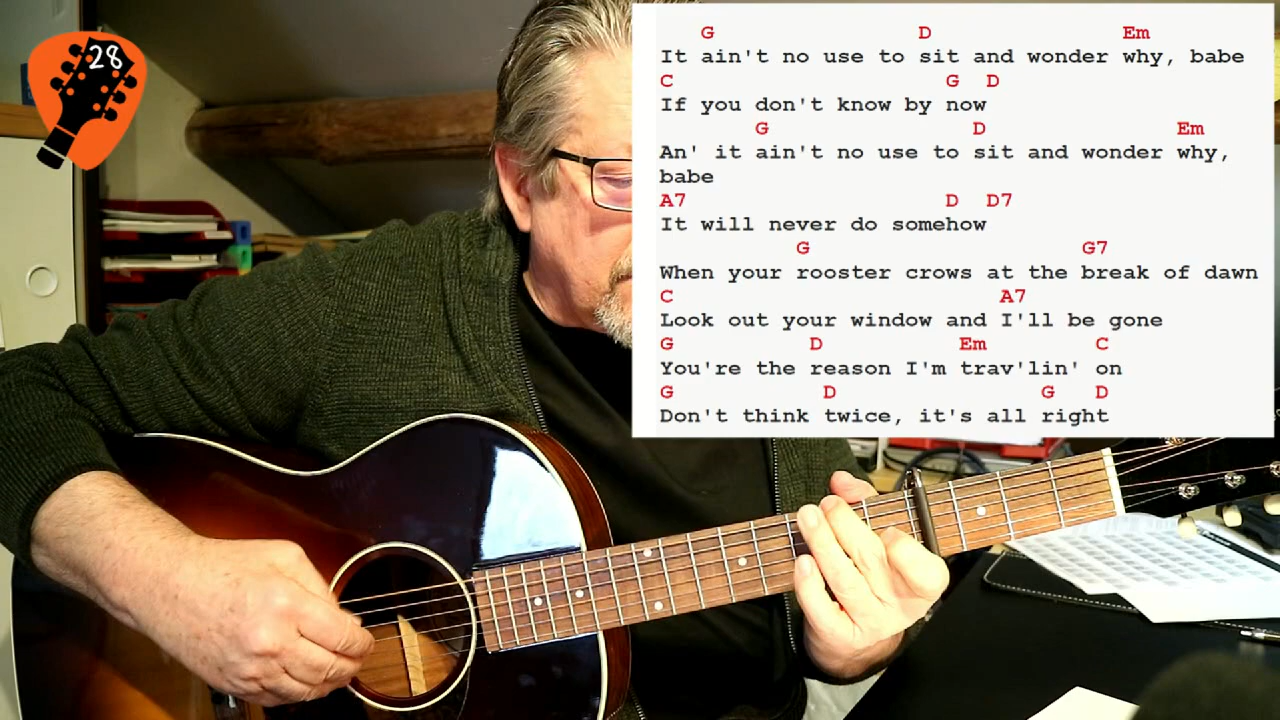 28
G D Em
It ain't no use to sit and wonder why, babe
C G D
If you don't know by now
G D Em
An' it ain't no use to sit and wonder why,
babe
A7 D D7
It will never do somehow
G G7
When your rooster crows at the break of dawn
C A7
Look out your window and I'll be gone
G D Em C
You're the reason I'm trav'lin' on
G D G D
Don't think twice, it's all right